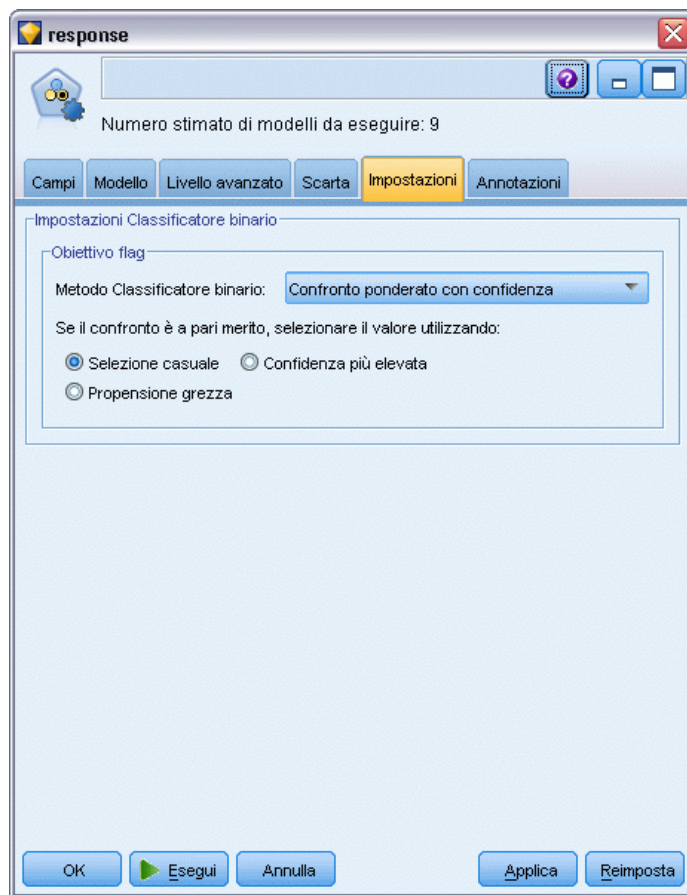 response
?
Numero stimato di modelli da eseguire: 9
Campi Modello Livello avanzato Scarta Impostazioni Annotazioni
Impostazioni Classificatore binario
Obiettivo flag
Metodo Classificatore binario: Confronto ponderato con confidenza
Se il confronto è a pari merito, selezionare il valore utilizzando:
Selezione casuale Confidenza più elevata
Propensione grezza
OK Esegui Annulla Applica Reimposta